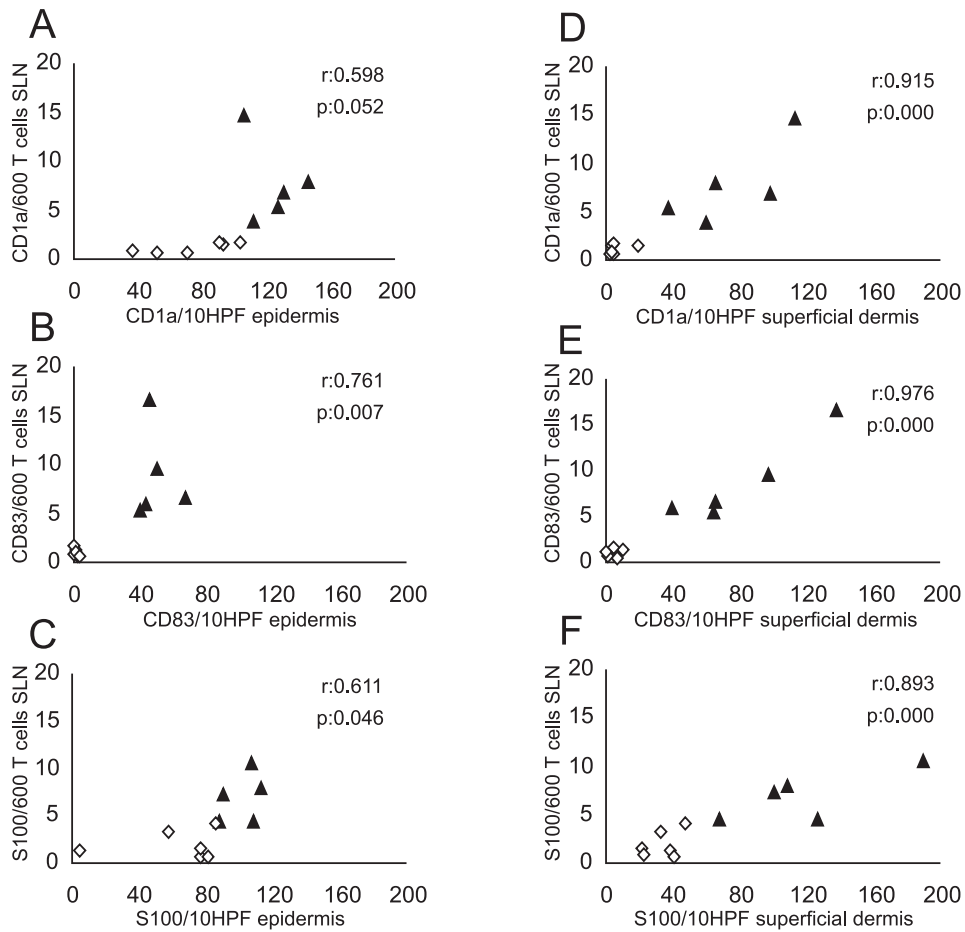 A
CD1a/600 T cells SLN
20
15
10
5
0
r:0.598
p:0.052
0 40 80 120 160 200
CD1a/10HPF epidermis
D
CD1a/600 T cells SLN
20
15
10
5
0
r:0.915
p:0.000
0 40 80 120 160 200
CD1a/10HPF superficial dermis
B
CD83/600 T cells SLN
20
15
10
5
0
r:0.761
p:0.007
0 40 80 120 160 200
CD83/10HPF epidermis
E
CD83/600 T cells SLN
20
15
10
5
0
r:0.976
p:0.000
0 40 80 120 160 200
CD83/10HPF superficial dermis
C
S100/600 T cells SLN
20
15
10
5
0
r:0.611
p:0.046
0 40 80 120 160 200
S100/10HPF epidermis
F
S100/600 T cells SLN
20
15
10
5
0
r:0.893
p:0.000
0 40 80 120 160 200
S100/10HPF superficial dermis